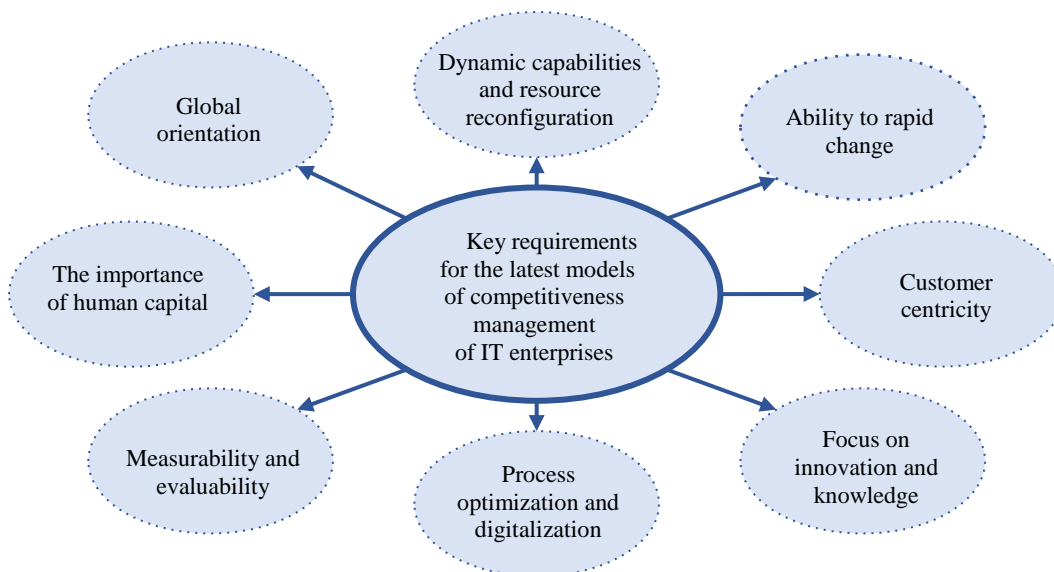 Dynamic capabilities
and resource
reconfiguration
Global
orientation
Ability to rapid
change
Key requirements
for the latest models
of competitiveness
management
of IT enterprises
The importance
of human capital
Customer
centricity
Measurability and
evaluability
Process
optimization and
digitalization
Focus on
innovation and
knowledge